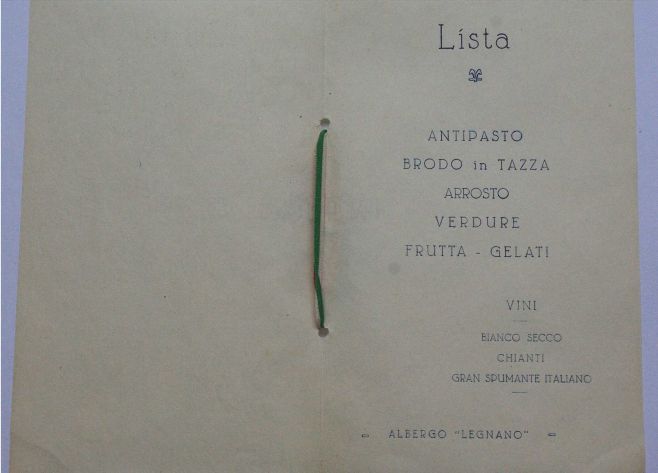 Lista
ANTIPASTO
BRODO in TAZZA
ARROSTO
VERDURE
FRUTTA - GELATI
VINI
BIANCO SECCO
CHIANTI
GRAN SPUMANTE ITALIANO
ALBERGO "LEGNANO"